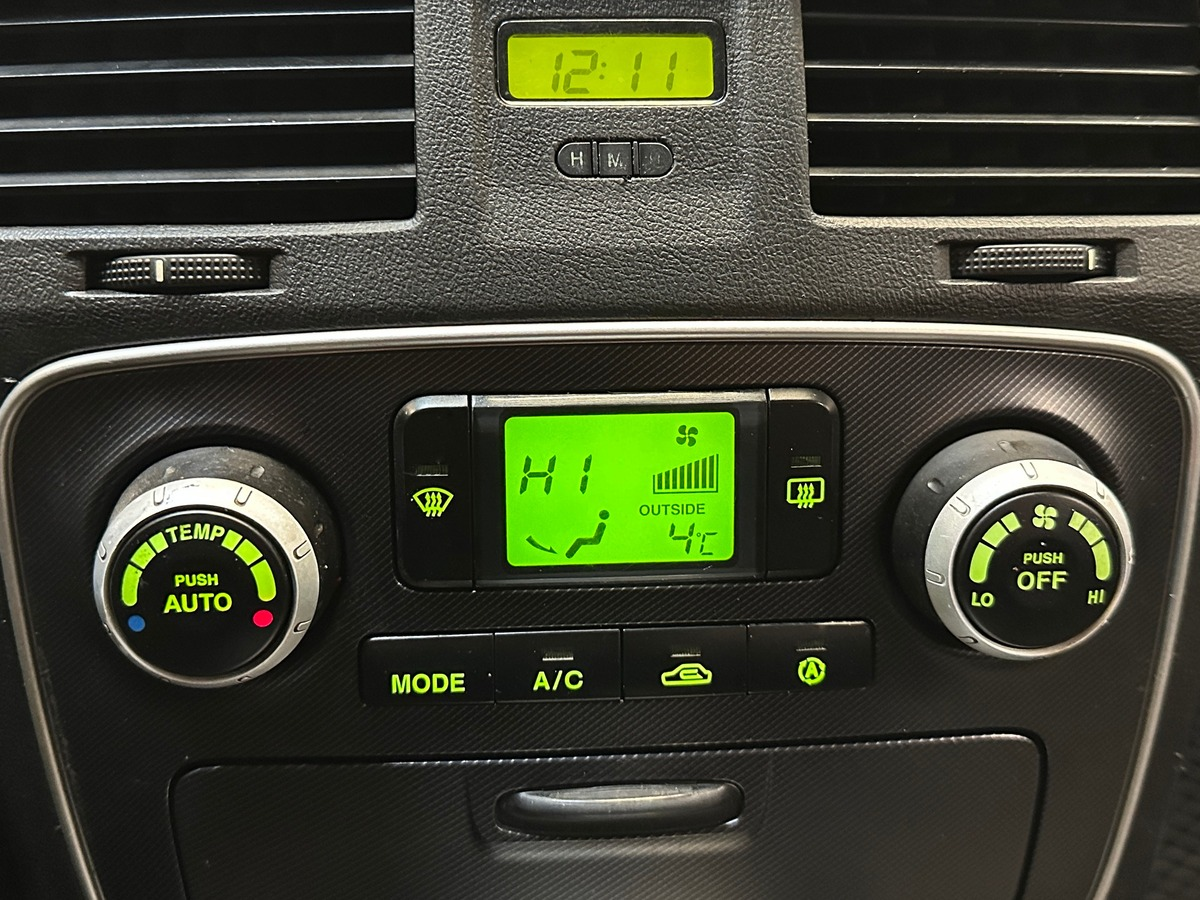 12:11
H M
HI
OUTSIDE
4°C
TEMP
PUSH
AUTO
PUSH
OFF
LO HI
MODE A/C A